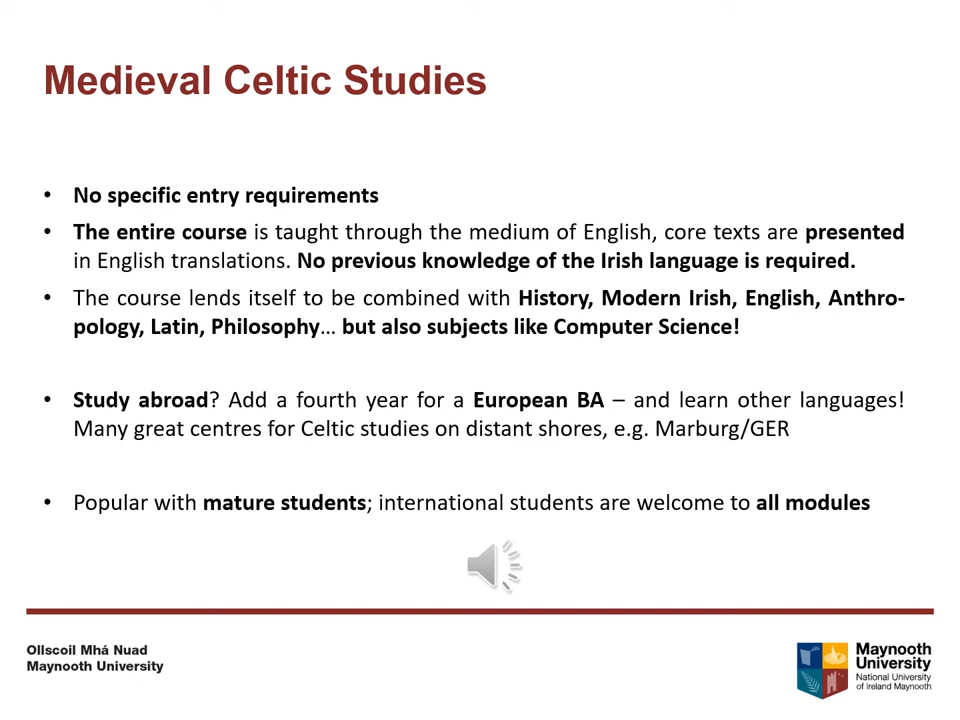 Medieval Celtic Studies
• No specific entry requirements
• The entire course is taught through the medium of English, core texts are presented
in English translations. No previous knowledge of the Irish language is required.
• The course lends itself to be combined with History, Modern Irish, English, Anthro-
pology, Latin, Philosophy… but also subjects like Computer Science!
• Study abroad? Add a fourth year for a European BA – and learn other languages!
Many great centres for Celtic studies on distant shores, e.g. Marburg/GER
• Popular with mature students; international students are welcome to all modules
Ollscoil Mhá Nuad
Maynooth University
Maynooth
University
National University
of Ireland Maynooth